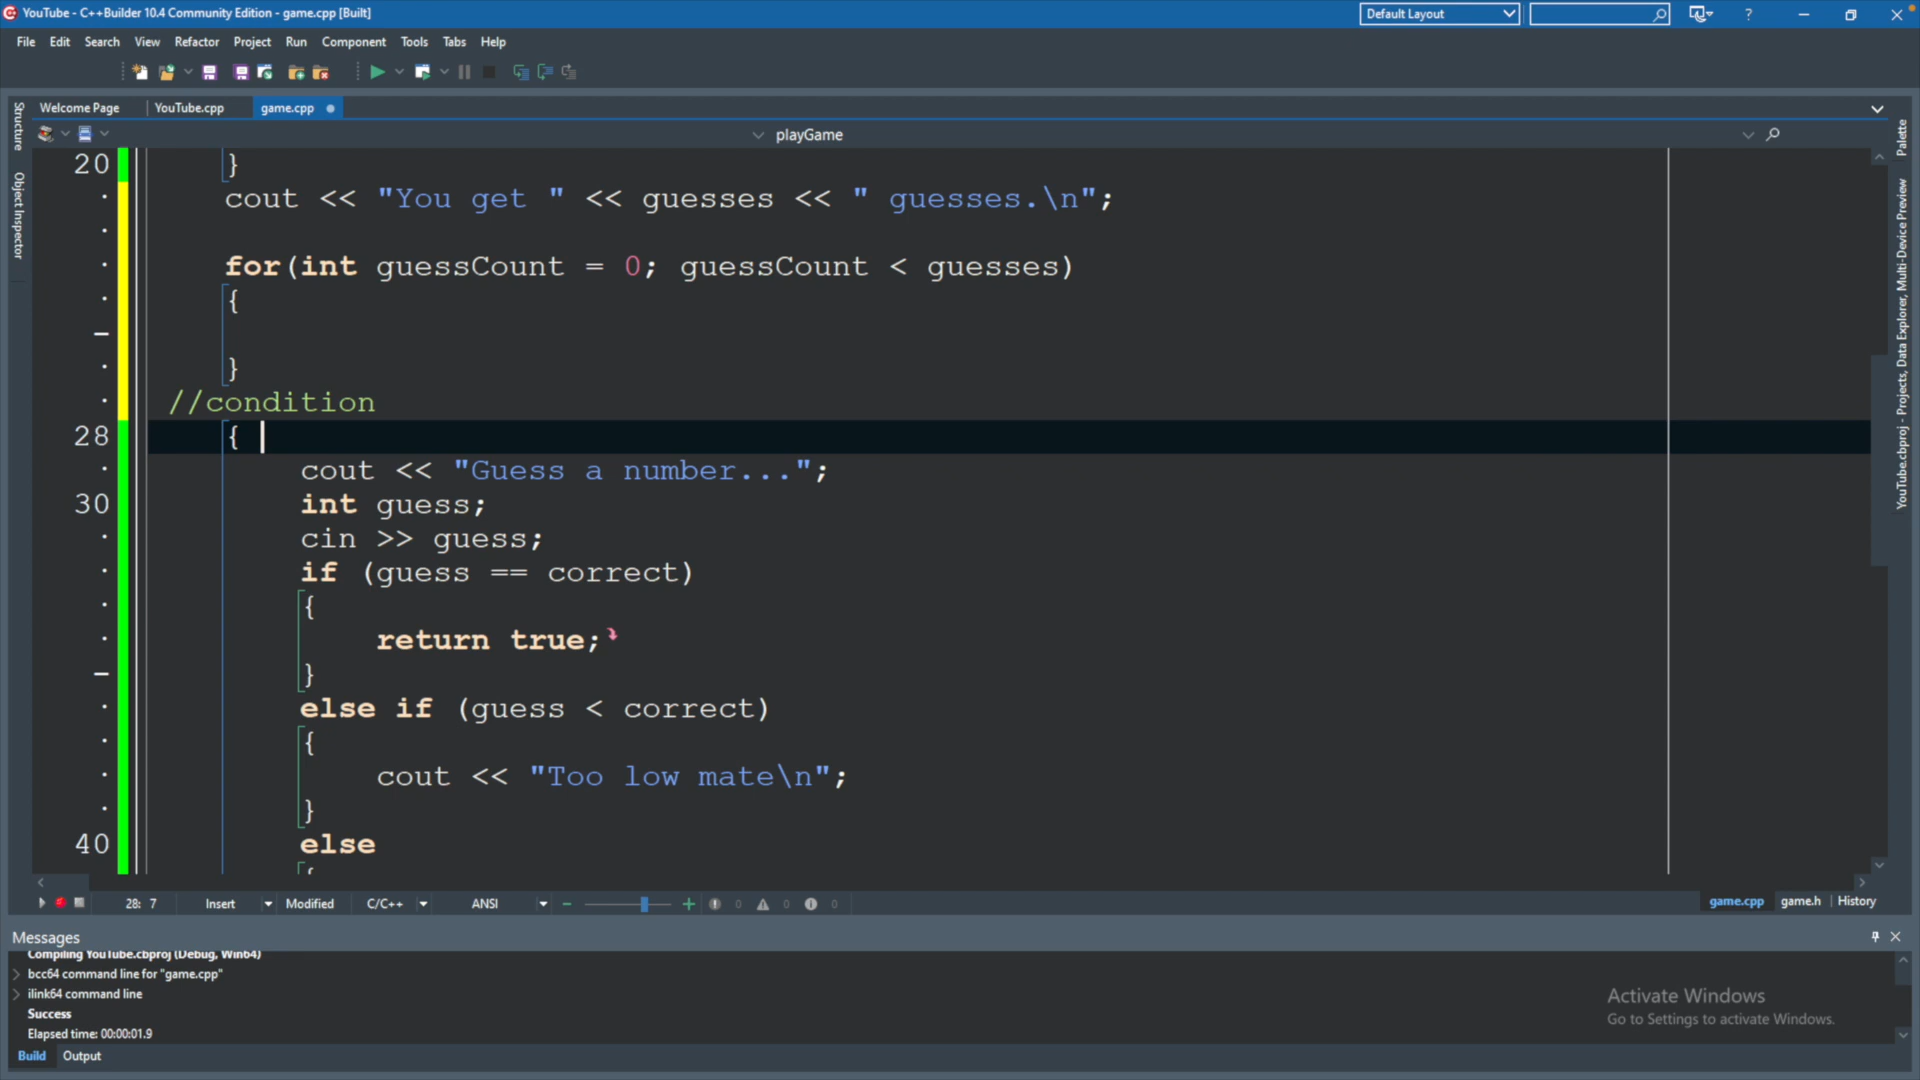 YouTube - C++Builder 10.4 Community Edition - game.cpp [Built]
Default Layout
?
File Edit Search View Refactor Project Run Component Tools Tabs Help
Welcome Page YouTube.cpp game.cpp
playGame
Structure
Object Inspector
Palette
YouTube.cbproj - Projects, Data Explorer, Multi-Device Preview
20 }
cout << "You get " << guesses << " guesses.\n";
for(int guessCount = 0; guessCount < guesses)
{
}
//condition
28 {
cout << "Guess a number...";
30 int guess;
cin >> guess;
if (guess == correct)
{
return true;
}
else if (guess < correct)
{
cout << "Too low mate\n";
}
40 else
{
28: 7 Insert Modified C/C++ ANSI 0 0 0
game.cpp game.h History
Messages
Compiling YouTube.cbproj (Debug, Win64)
bcc64 command line for "game.cpp"
ilink64 command line
Success
Elapsed time: 00:00:01.9
Build Output
Activate Windows
Go to Settings to activate Windows.